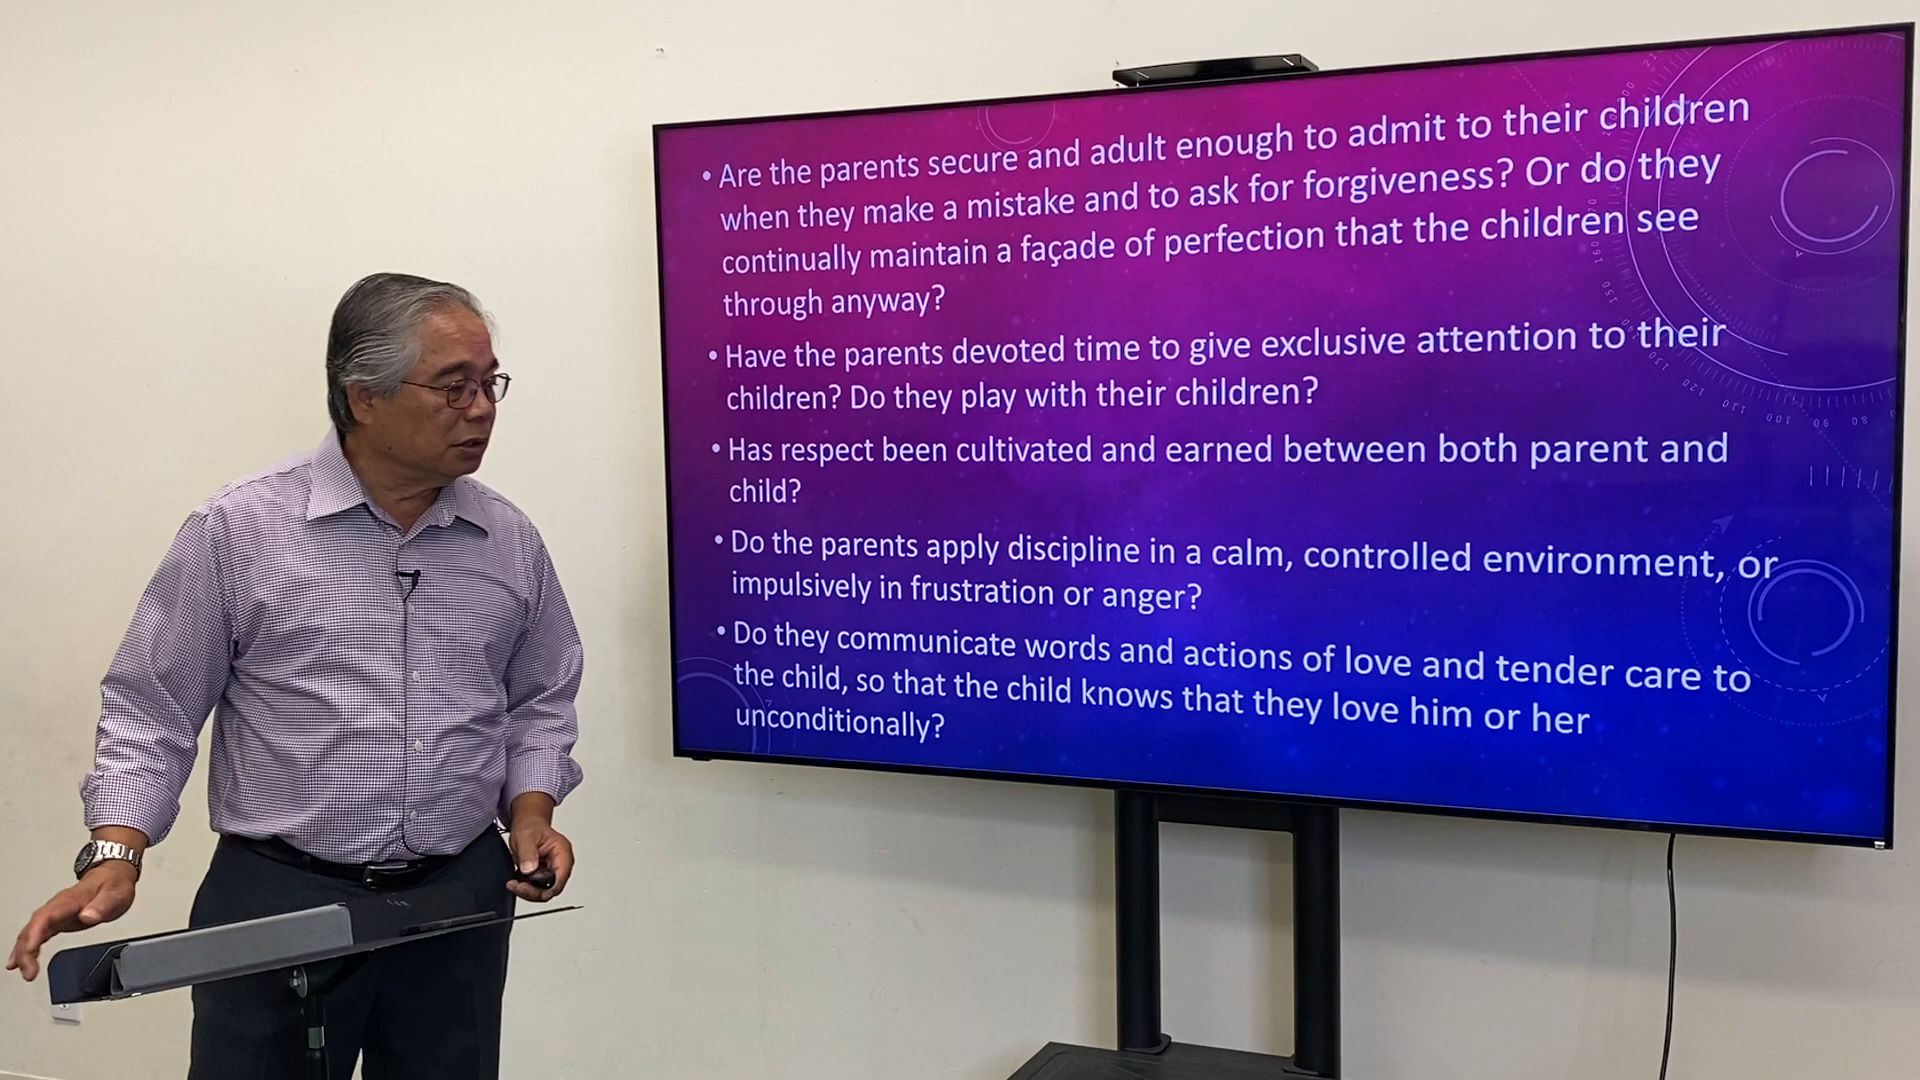 • Are the parents secure and adult enough to admit to their children
when they make a mistake and to ask for forgiveness? Or do they
continually maintain a façade of perfection that the children see
through anyway?
• Have the parents devoted time to give exclusive attention to their
children? Do they play with their children?
• Has respect been cultivated and earned between both parent and
child?
• Do the parents apply discipline in a calm, controlled environment, or
impulsively in frustration or anger?
• Do they communicate words and actions of love and tender care to
the child, so that the child knows that they love him or her
unconditionally?